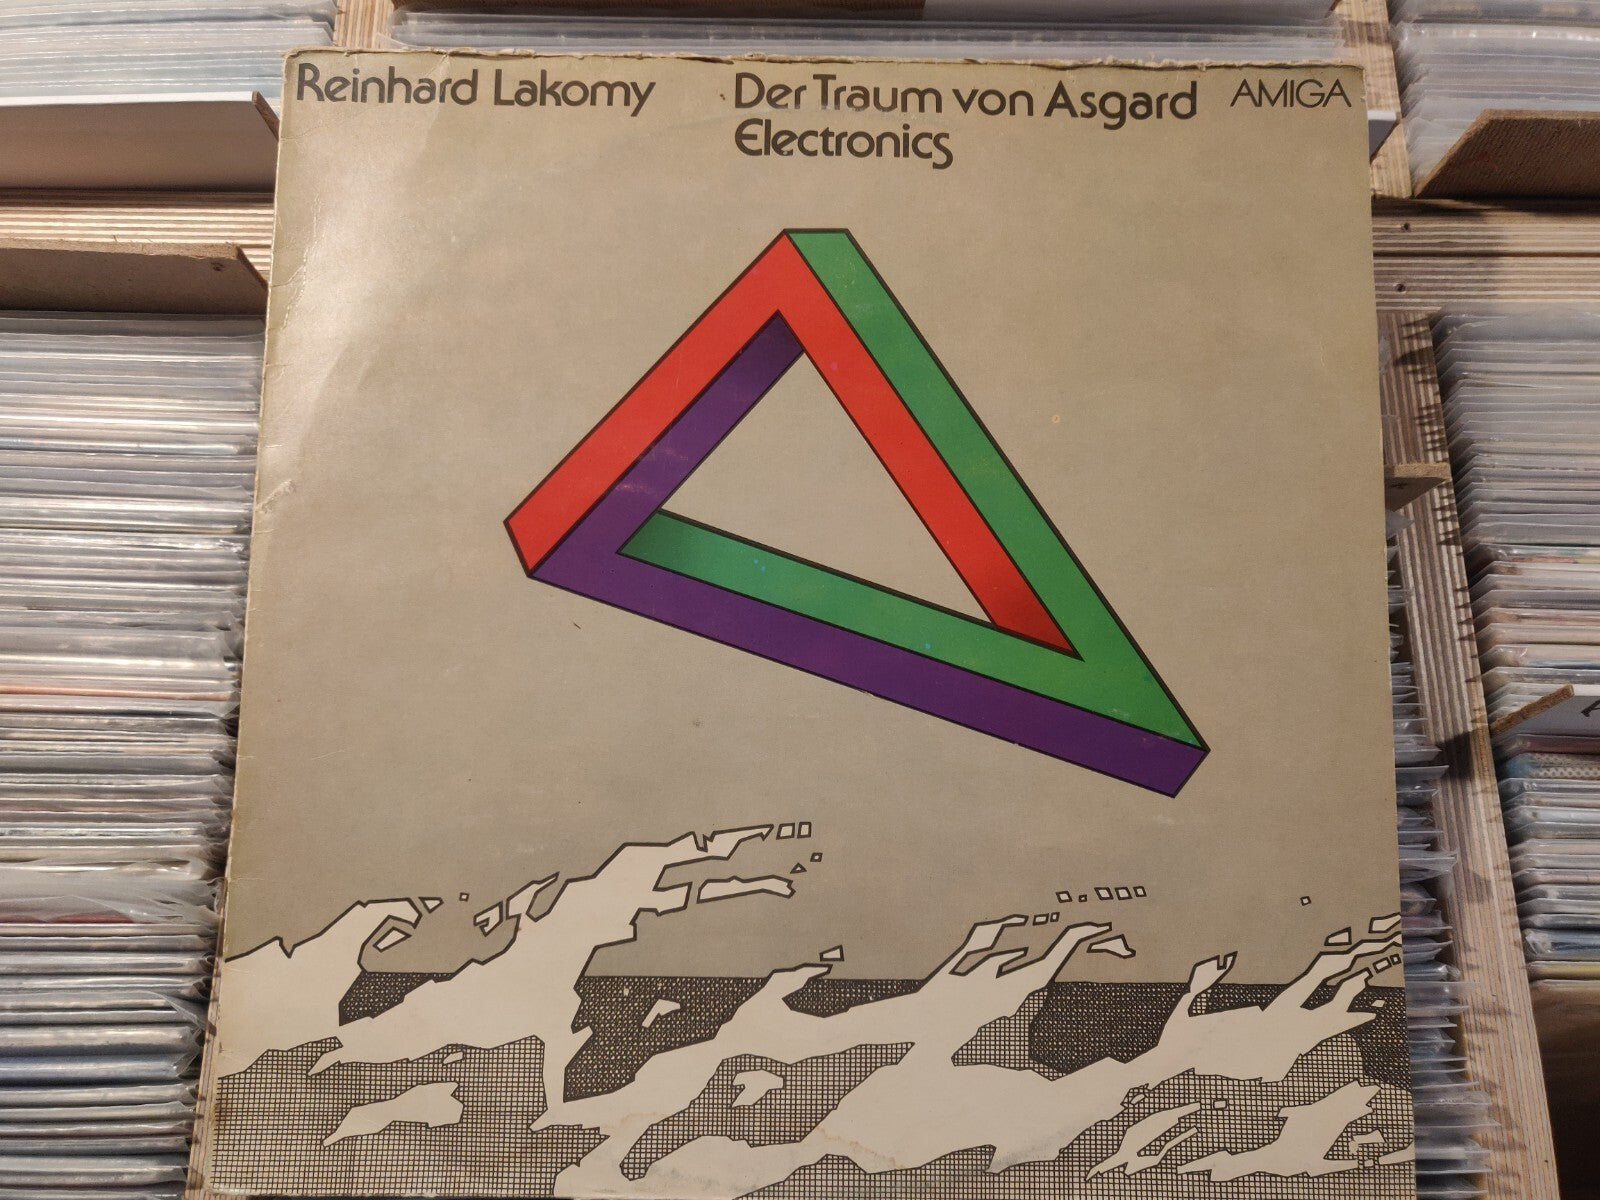 Reinhard Lakomy
Der Traum von Asgard
Electronics
AMIGA